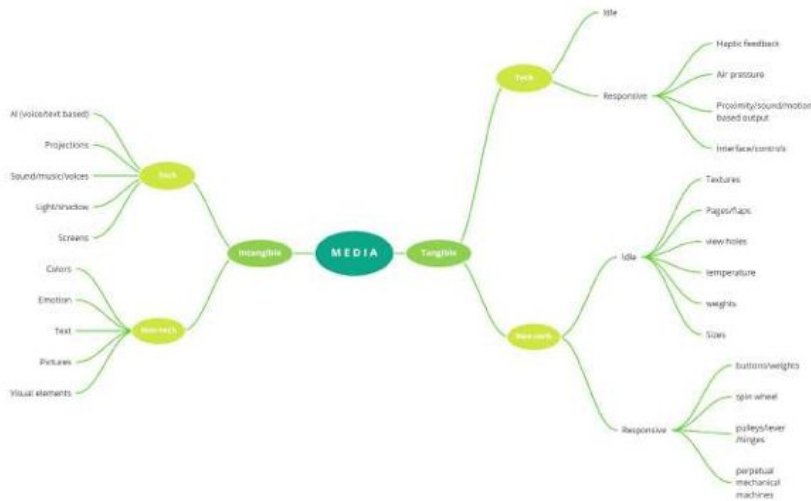 MEDIA
Intangible
Tech
AI (voice/text based)
Projections
Sound/music/voices
Light/shadow
Screens
Non-tech
Colors
Emotion
Text
Pictures
Visual elements
Tangible
Tech
Idle
Responsive
Haptic feedback
Air pressure
Proximity/sound/motion
based output
Interface/controls
Non-tech
Idle
Textures
Pages/flaps
view holes
temperature
weights
Sizes
Responsive
buttons/weights
spin wheel
pulleys/lever
/hinges
perpetual
mechanical
machines